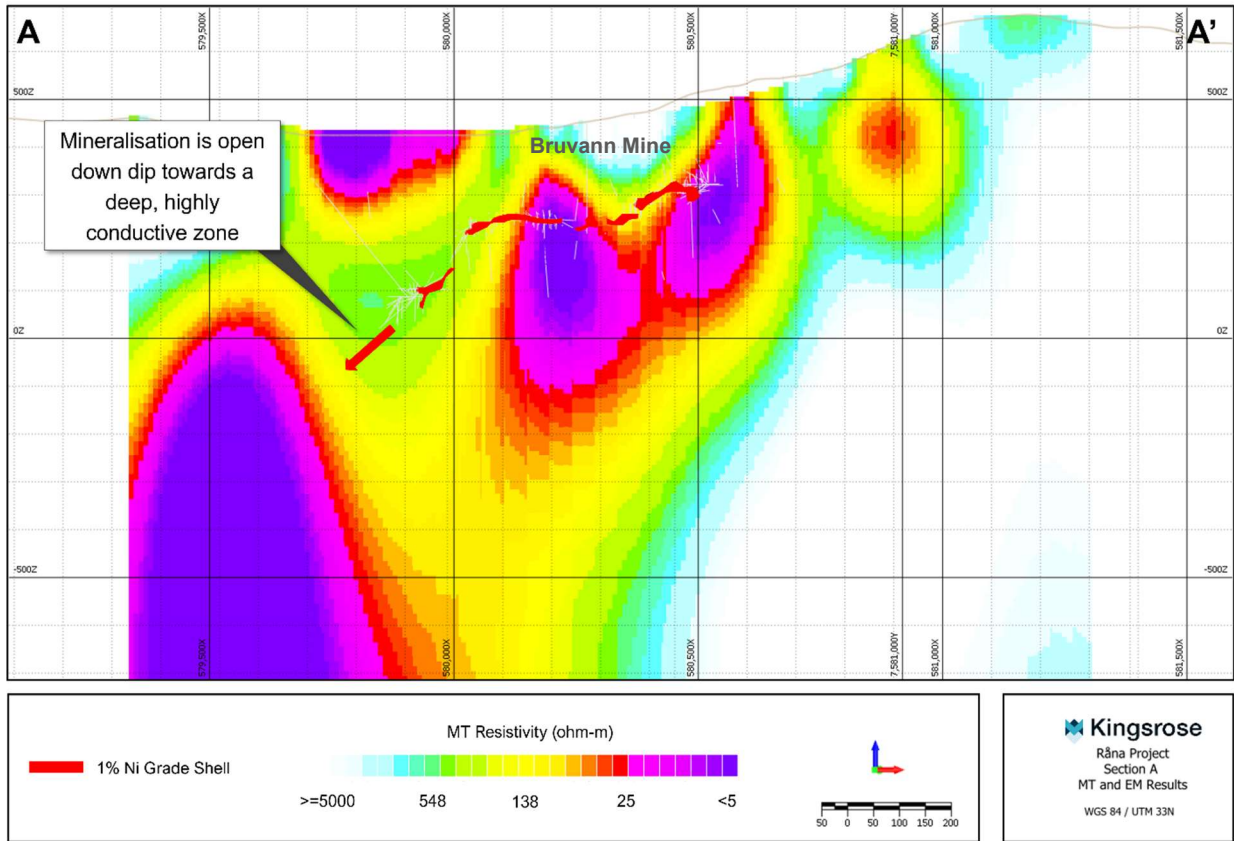 A
A’
579,500X
580,000X
580,500X
7,581,000Y
581,000X
581,500X
500Z
500Z
Mineralisation is open
down dip towards a
deep, highly
conductive zone
Bruvann Mine
0Z
0Z
-500Z
-500Z
579,500X
580,000X
580,500X
7,581,000Y
581,000X
581,500X
MT Resistivity (ohm-m)
1% Ni Grade Shell
>=5000 548 138 25 <5
50 0 50 100 150 200
Kingsrose
Råna Project
Section A
MT and EM Results
WGS 84 / UTM 33N